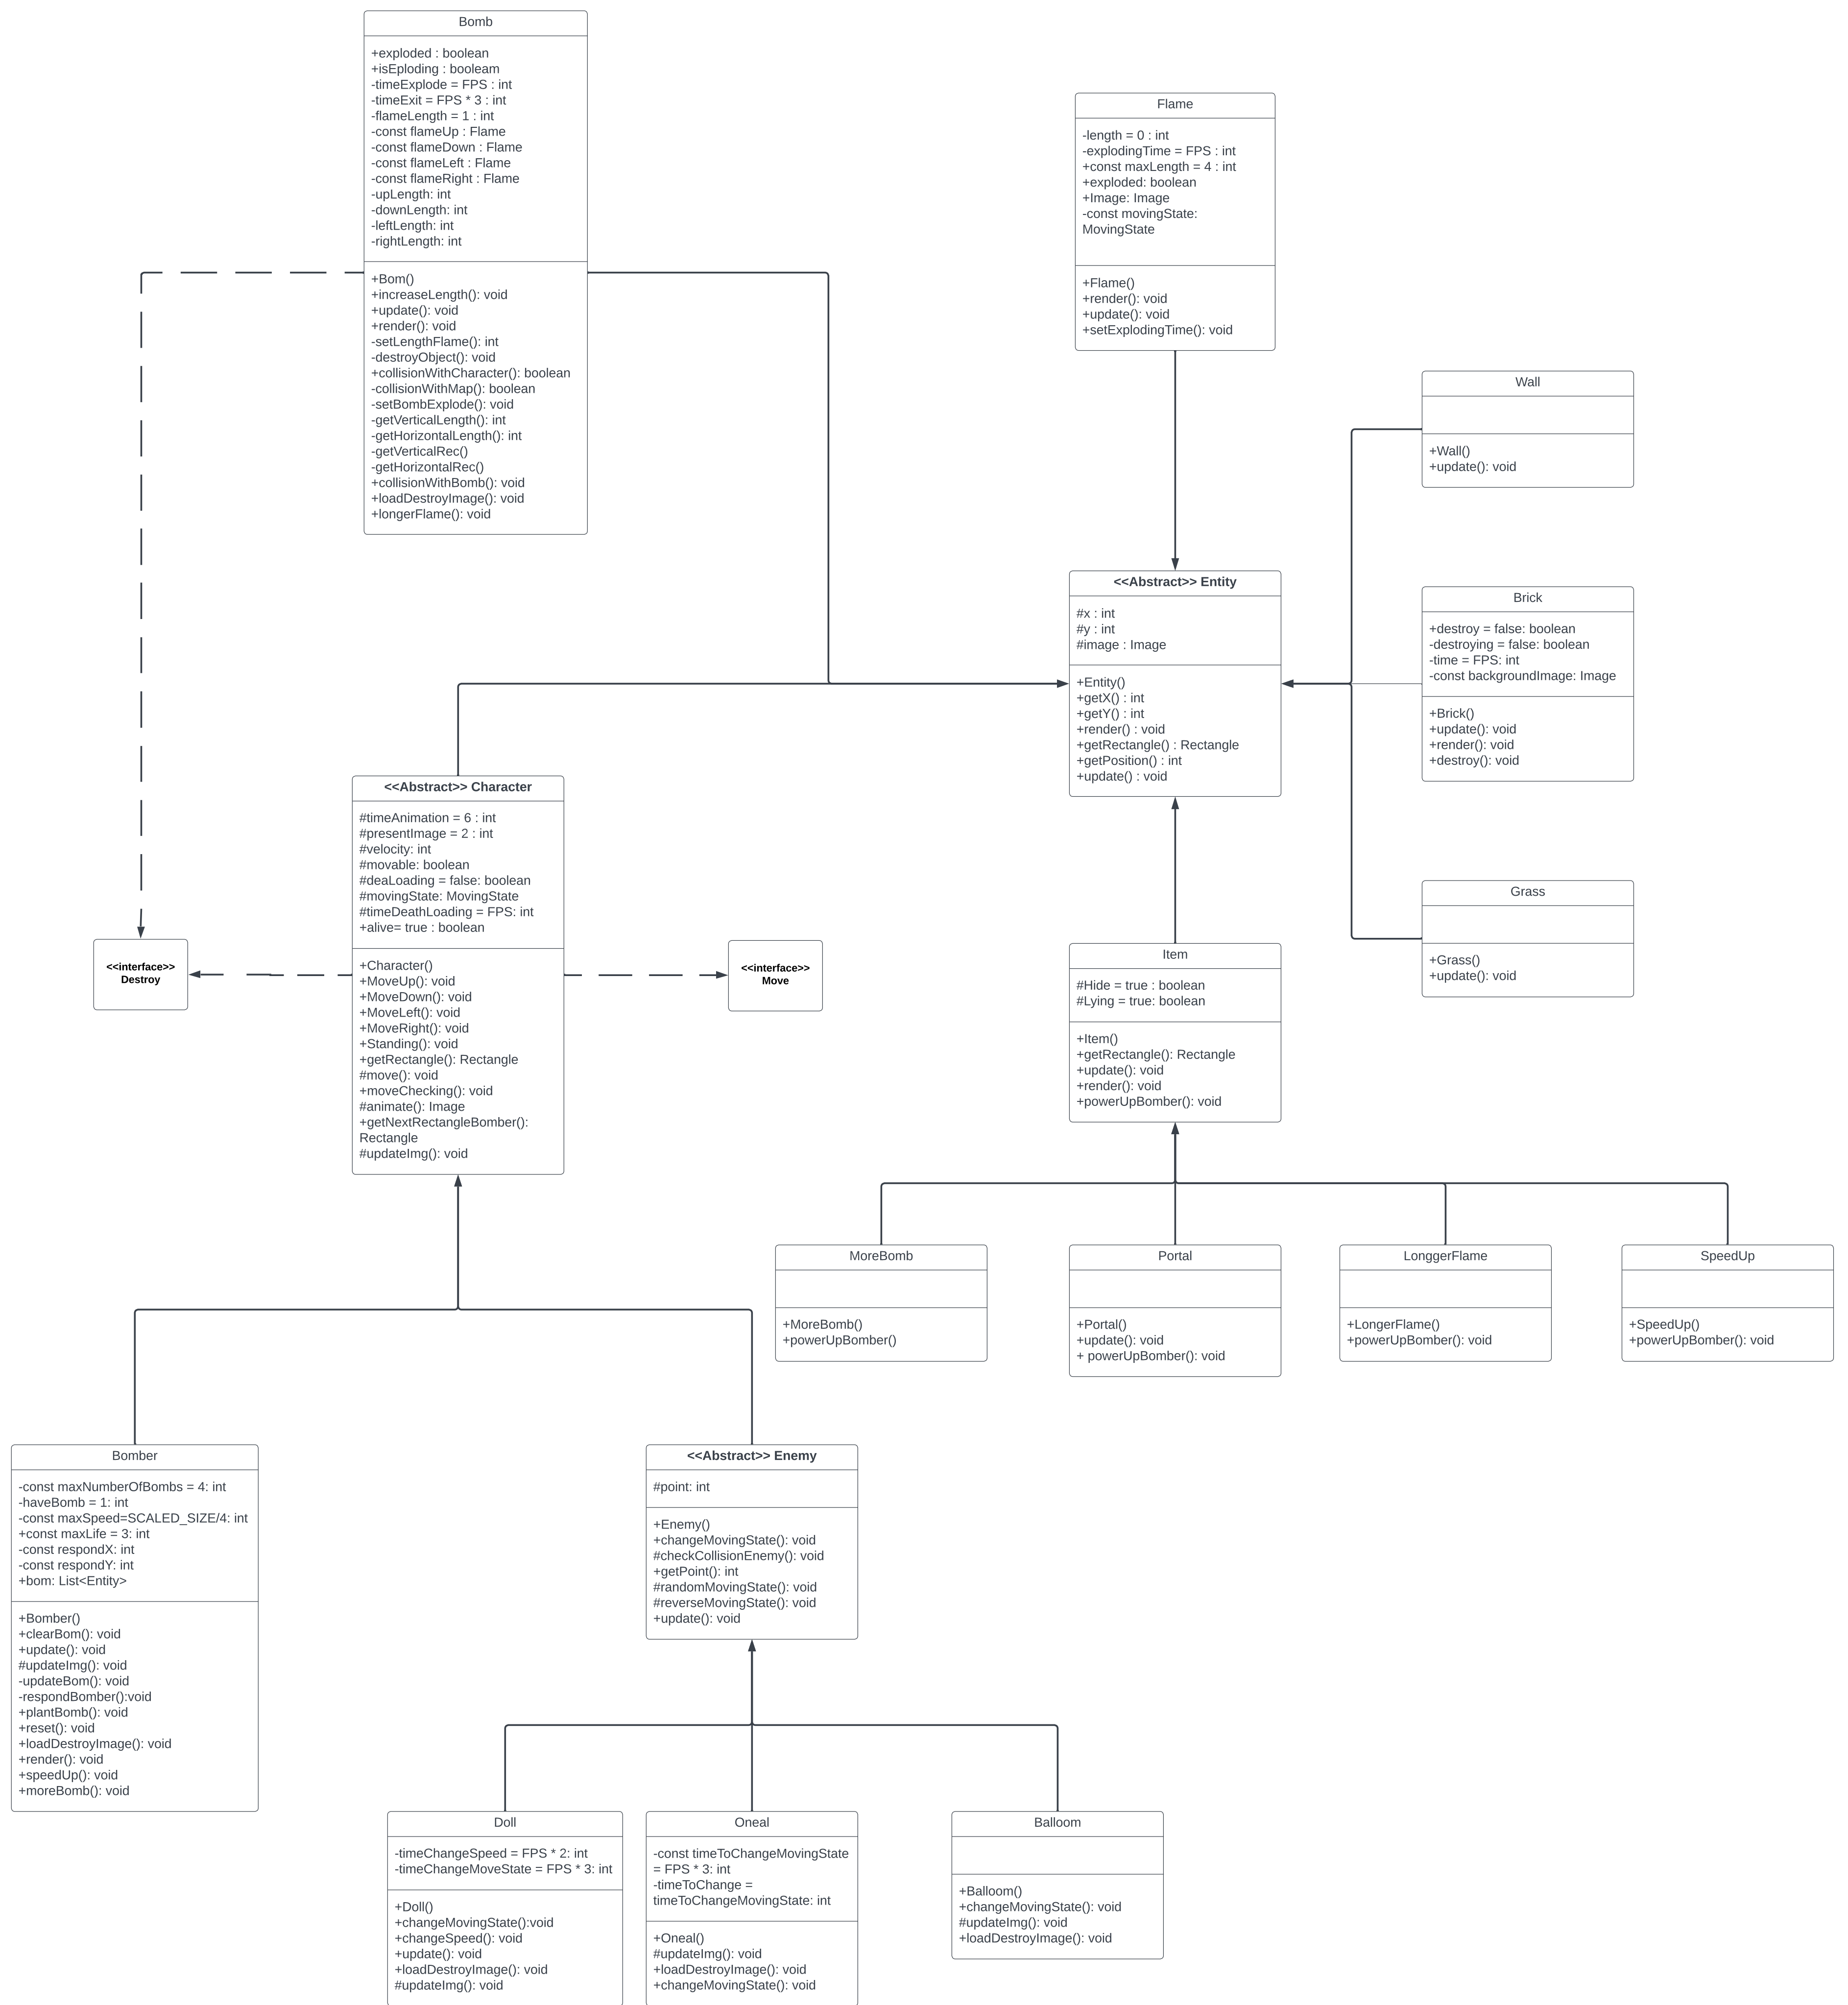 Bomb
+exploded : boolean
+isEploding : booleam
-timeExplode = FPS : int
-timeExit = FPS * 3 : int
-flameLength = 1 : int
-const flameUp : Flame
-const flameDown : Flame
-const flameLeft : Flame
-const flameRight : Flame
-upLength: int
-downLength: int
-leftLength: int
-rightLength: int
+Bom()
+increaseLength(): void
+update(): void
+render(): void
-setLengthFlame(): int
-destroyObject(): void
+collisionWithCharacter(): boolean
-collisionWithMap(): boolean
-setBombExplode(): void
-getVerticalLength(): int
-getHorizontalLength(): int
-getVerticalRec()
-getHorizontalRec()
+collisionWithBomb(): void
+loadDestroyImage(): void
+longerFlame(): void
Flame
-length = 0 : int
-explodingTime = FPS : int
+const maxLength = 4 : int
+exploded: boolean
+Image: Image
-const movingState:
MovingState
+Flame()
+render(): void
+update(): void
+setExplodingTime(): void
Wall
+Wall()
+update(): void
<<Abstract>> Entity
#x : int
#y : int
#image : Image
+Entity()
+getX() : int
+getY() : int
+render() : void
+getRectangle() : Rectangle
+getPosition() : int
+update() : void
Brick
+destroy = false: boolean
-destroying = false: boolean
-time = FPS: int
-const backgroundImage: Image
+Brick()
+update(): void
+render(): void
+destroy(): void
<<Abstract>> Character
#timeAnimation = 6 : int
#presentImage = 2 : int
#velocity: int
#movable: boolean
#deaLoading = false: boolean
#movingState: MovingState
#timeDeathLoading = FPS: int
+alive= true : boolean
+Character()
+MoveUp(): void
+MoveDown(): void
+MoveLeft(): void
+MoveRight(): void
+Standing(): void
+getRectangle(): Rectangle
#move(): void
+moveChecking(): void
#animate(): Image
+getNextRectangleBomber():
Rectangle
#updateImg(): void
<<interface>>
Destroy
<<interface>>
Move
Item
#Hide = true : boolean
#Lying = true: boolean
+Item()
+getRectangle(): Rectangle
+update(): void
+render(): void
+powerUpBomber(): void
Grass
+Grass()
+update(): void
MoreBomb
+MoreBomb()
+powerUpBomber()
Portal
+Portal()
+update(): void
+ powerUpBomber(): void
LonggerFlame
+LongerFlame()
+powerUpBomber(): void
SpeedUp
+SpeedUp()
+powerUpBomber(): void
Bomber
-const maxNumberOfBombs = 4: int
-haveBomb = 1: int
-const maxSpeed=SCALED_SIZE/4: int
+const maxLife = 3: int
-const respondX: int
-const respondY: int
+bom: List<Entity>
+Bomber()
+clearBom(): void
+update(): void
#updateImg(): void
-updateBom(): void
-respondBomber():void
+plantBomb(): void
+reset(): void
+loadDestroyImage(): void
+render(): void
+speedUp(): void
+moreBomb(): void
<<Abstract>> Enemy
#point: int
+Enemy()
+changeMovingState(): void
#checkCollisionEnemy(): void
+getPoint(): int
#randomMovingState(): void
#reverseMovingState(): void
+update(): void
Doll
-timeChangeSpeed = FPS * 2: int
-timeChangeMoveState = FPS * 3: int
+Doll()
+changeMovingState():void
+changeSpeed(): void
+update(): void
+loadDestroyImage(): void
#updateImg(): void
Oneal
-const timeToChangeMovingState
= FPS * 3: int
-timeToChange =
timeToChangeMovingState: int
+Oneal()
#updateImg(): void
+loadDestroyImage(): void
+changeMovingState(): void
Balloom
+Balloom()
+changeMovingState(): void
#updateImg(): void
+loadDestroyImage(): void